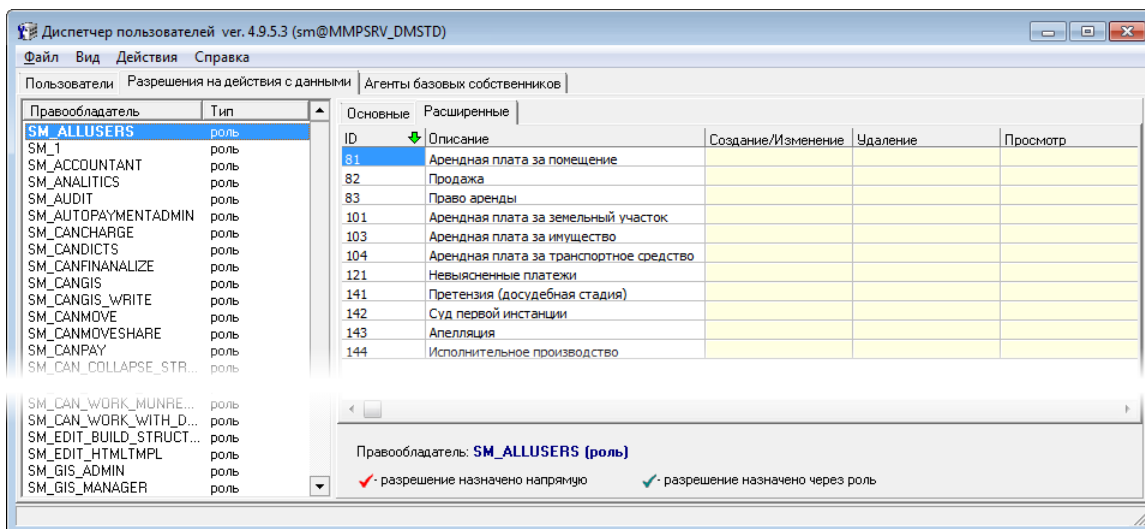 Диспетчер пользователей ver. 4.9.5.3 (sm@MMPSRV_DMSTD)
Файл Вид Действия Справка
Пользователи Разрешения на действия с данными Агенты базовых собственников
Правообладатель Тип
SM_ALLUSERS роль
SM_1 роль
SM_ACCOUNTANT роль
SM_ANALITICS роль
SM_AUDIT роль
SM_AUTOPAYMENTADMIN роль
SM_CANCHARGE роль
SM_CANDICTS роль
SM_CANFINANALIZE роль
SM_CANGIS роль
SM_CANGIS_WRITE роль
SM_CANMOVE роль
SM_CANMOVESHARE роль
SM_CANPAY роль
SM_CAN_COLLAPSE_STR... роль
SM_CAN_WORK_MUNRE... роль
SM_CAN_WORK_WITH_D... роль
SM_EDIT_BUILD_STRUCT... роль
SM_EDIT_HTMLTMPL роль
SM_GIS_ADMIN роль
SM_GIS_MANAGER роль
Основные Расширенные
ID Описание Создание/Изменение Удаление Просмотр
81 Арендная плата за помещение
82 Продажа
83 Право аренды
101 Арендная плата за земельный участок
103 Арендная плата за имущество
104 Арендная плата за транспортное средство
121 Невыясненные платежи
141 Претензия (досудебная стадия)
142 Суд первой инстанции
143 Апелляция
144 Исполнительное производство
Правообладатель: SM_ALLUSERS (роль)
- разрешение назначено напрямую - разрешение назначено через роль